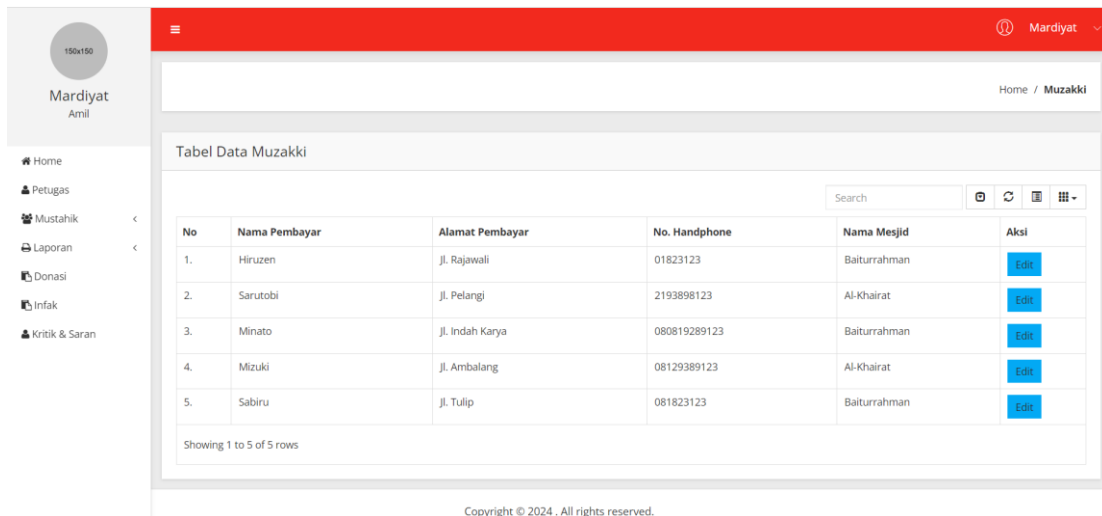 150x150
Mardiyat
Amil
Home
Petugas
Mustahik
Laporan
Donasi
Infak
Kritik & Saran
Mardiyat
Home / Muzakki
Tabel Data Muzakki
Search
No Nama Pembayar Alamat Pembayar No. Handphone Nama Mesjid Aksi
1. Hiruzen Jl. Rajawali 01823123 Baiturrahman Edit
2. Sarutobi Jl. Pelangi 2193898123 Al-Khairat Edit
3. Minato Jl. Indah Karya 080819289123 Baiturrahman Edit
4. Mizuki Jl. Ambalang 08129389123 Al-Khairat Edit
5. Sabiru Jl. Tulip 081823123 Baiturrahman Edit
Showing 1 to 5 of 5 rows
Copyright © 2024 . All rights reserved.